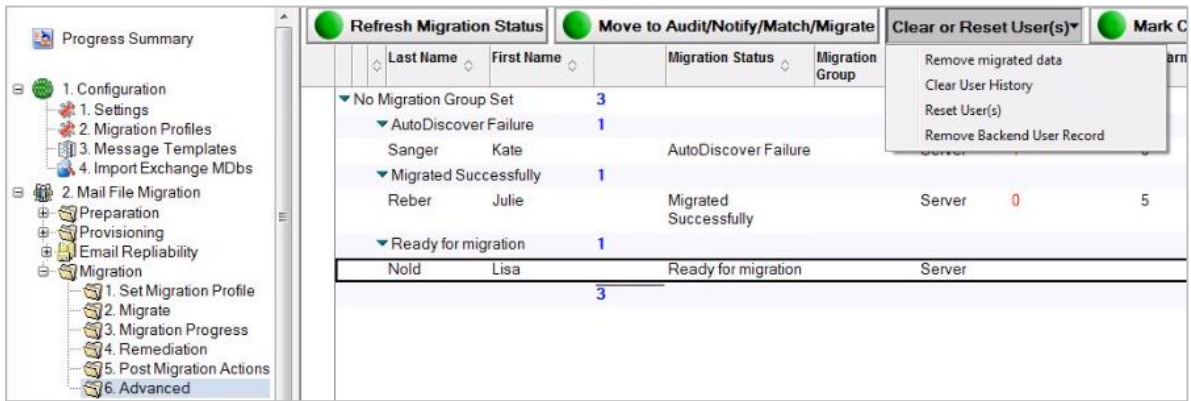 Progress Summary
1. Configuration
1. Settings
2. Migration Profiles
3. Message Templates
4. Import Exchange MDbs
2. Mail File Migration
Preparation
Provisioning
Email Repliability
Migration
1. Set Migration Profile
2. Migrate
3. Migration Progress
4. Remediation
5. Post Migration Actions
6. Advanced
Refresh Migration Status Move to Audit/Notify/Match/Migrate Clear or Reset User(s) Mark C
Last Name First Name Migration Status Migration
Group
Remove migrated data
Clear User History
Reset User(s)
Remove Backend User Record
No Migration Group Set 3
AutoDiscover Failure 1
Sanger Kate AutoDiscover Failure
Migrated Successfully 1
Reber Julie Migrated Server 0 5
Successfully
Ready for migration 1
Nold Lisa Ready for migration Server
3